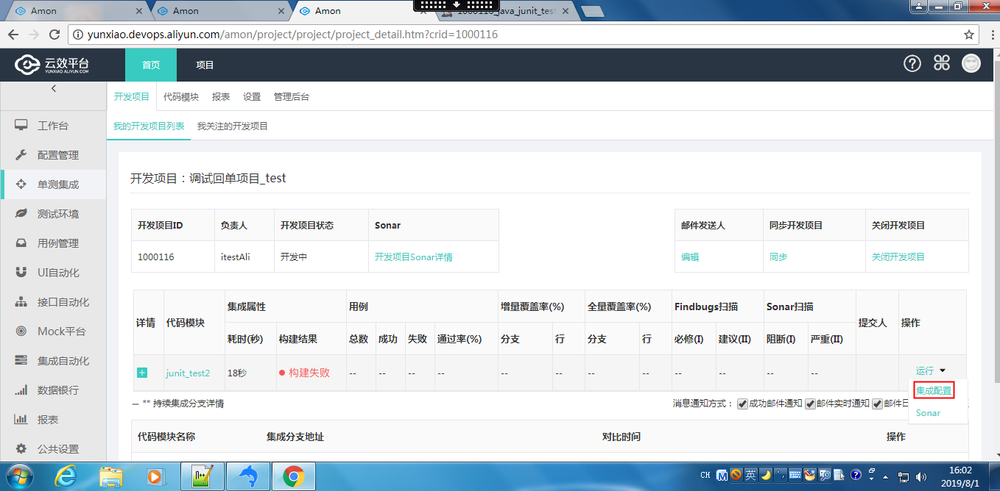 Amon
Amon
Amon
1000116_java_junit_test
yunxiao.devops.aliyun.com/amon/project/project/project_detail.htm?crid=1000116
云效平台
YUNXIAO.ALIYUN.COM
首页 项目
开发项目 代码模块 报表 设置 管理后台
我的开发项目列表 我关注的开发项目
工作台
配置管理
单测集成
测试环境
用例管理
UI自动化
接口自动化
Mock平台
集成自动化
数据银行
报表
公共设置
开发项目：调试回单项目_test
开发项目ID 负责人 开发项目状态 Sonar
1000116 itestAli 开发中 开发项目Sonar详情
邮件发送人 同步开发项目 关闭开发项目
编辑 同步 关闭开发项目
详情 代码模块 集成属性 用例 增量覆盖率(%) 全量覆盖率(%) Findbugs扫描 Sonar扫描 提交人 操作
耗时(秒) 构建结果 总数 成功 失败 通过率(%) 分支 行 分支 行 必修(I) 建议(II) 阻断(I) 严重(II)
junit_test2 18秒 构建失败 -- -- -- -- -- -- -- -- -- -- -- -- 运行
集成配置
Sonar
** 持续集成分支详情
消息通知方式： 成功邮件通知 邮件实时通知 邮件日
代码模块名称 集成分支地址 对比时间 操作
CH 英
16:02
2019/8/1